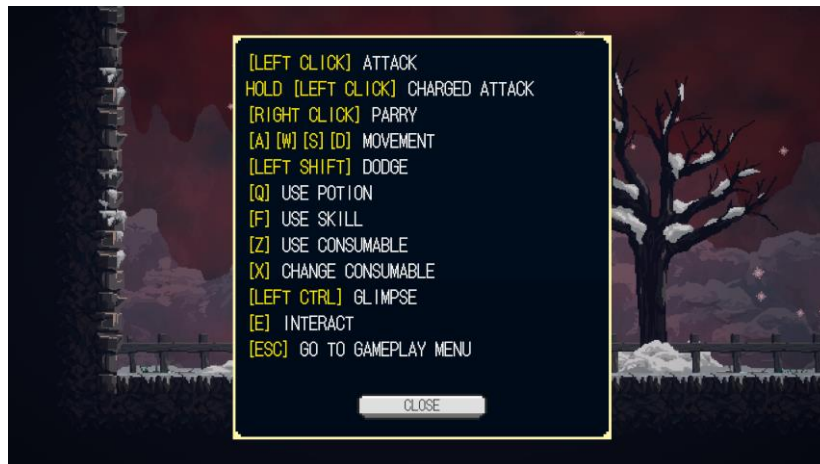 [LEFT CLICK] ATTACK
HOLD [LEFT CLICK] CHARGED ATTACK
[RIGHT CLICK] PARRY
[A] [W] [S] [D] MOVEMENT
[LEFT SHIFT] DODGE
[Q] USE POTION
[F] USE SKILL
[Z] USE CONSUMABLE
[X] CHANGE CONSUMABLE
[LEFT CTRL] GLIMPSE
[E] INTERACT
[ESC] GO TO GAMEPLAY MENU
CLOSE